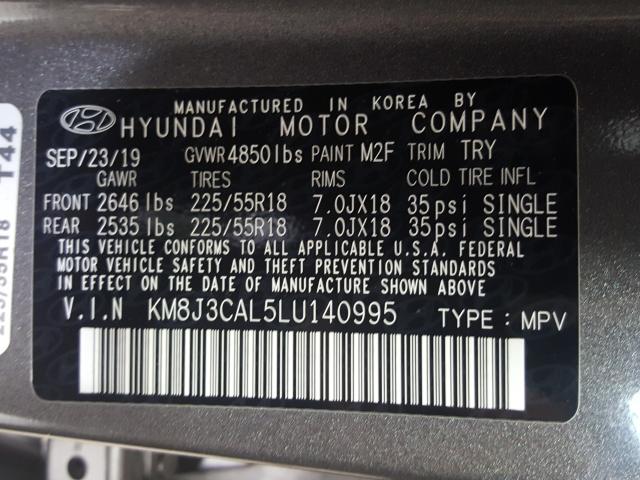 MANUFACTURED IN KOREA BY
HYUNDAI MOTOR COMPANY
SEP/23/19 GVWR 4850lbs PAINT M2F TRIM TRY
GAWR TIRES RIMS COLD TIRE INFL
FRONT 2646 lbs 225/55R18 7.0JX18 35psi SINGLE
REAR 2535 lbs 225/55R18 7.0JX18 35psi SINGLE
THIS VEHICLE CONFORMS TO ALL APPLICABLE U.S.A. FEDERAL
MOTOR VEHICLE SAFETY AND THEFT PREVENTION STANDARDS
IN EFFECT ON THE DATE OF MANUFACTURE SHOWN ABOVE.
V.I.N KM8J3CAL5LU140995 TYPE : MPV
225/55R18
T44